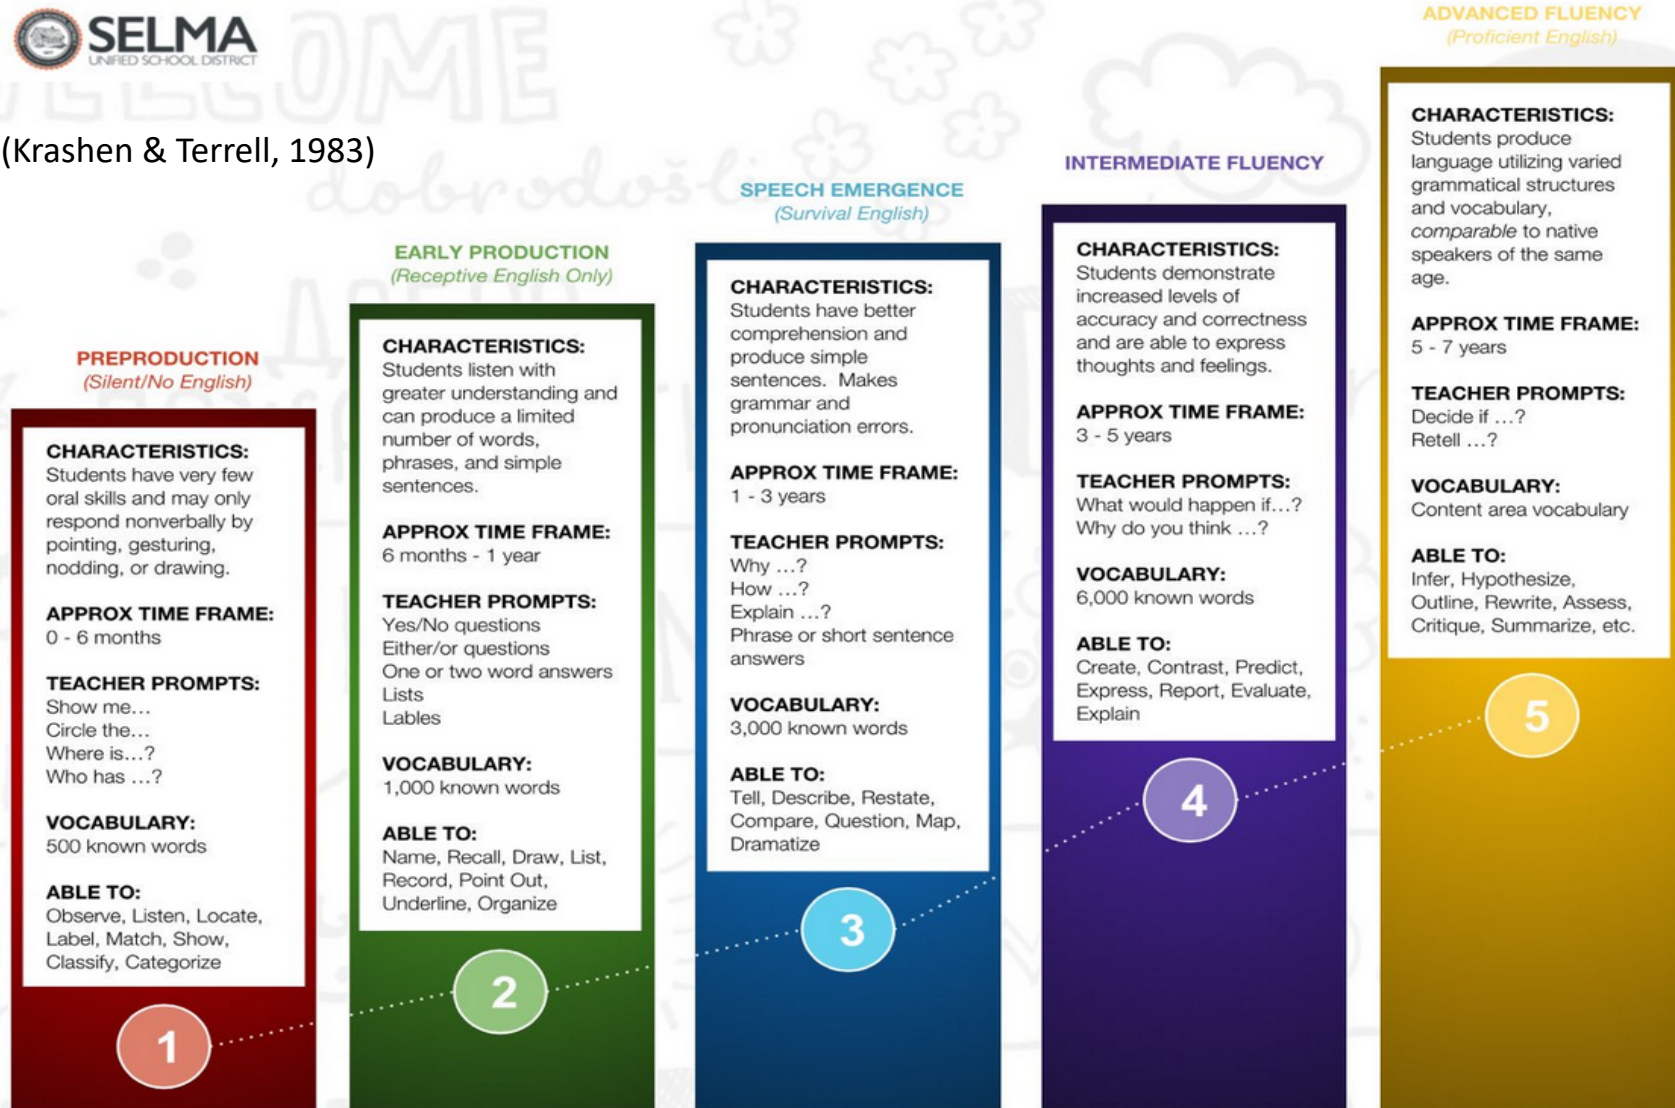 SELMA
UNIFIED SCHOOL DISTRICT
WELCOME
dobrodošli
(Krashen & Terrell, 1983)
PREPRODUCTION
(Silent/No English)
CHARACTERISTICS:
Students have very few
oral skills and may only
respond nonverbally by
pointing, gesturing,
nodding, or drawing.
APPROX TIME FRAME:
0 - 6 months
TEACHER PROMPTS:
Show me...
Circle the...
Where is...?
Who has ...?
VOCABULARY:
500 known words
ABLE TO:
Observe, Listen, Locate,
Label, Match, Show,
Classify, Categorize
1
EARLY PRODUCTION
(Receptive English Only)
CHARACTERISTICS:
Students listen with
greater understanding and
can produce a limited
number of words,
phrases, and simple
sentences.
APPROX TIME FRAME:
6 months - 1 year
TEACHER PROMPTS:
Yes/No questions
Either/or questions
One or two word answers
Lists
Lables
VOCABULARY:
1,000 known words
ABLE TO:
Name, Recall, Draw, List,
Record, Point Out,
Underline, Organize
2
SPEECH EMERGENCE
(Survival English)
CHARACTERISTICS:
Students have better
comprehension and
produce simple
sentences. Makes
grammar and
pronunciation errors.
APPROX TIME FRAME:
1 - 3 years
TEACHER PROMPTS:
Why ...?
How ...?
Explain ...?
Phrase or short sentence
answers
VOCABULARY:
3,000 known words
ABLE TO:
Tell, Describe, Restate,
Compare, Question, Map,
Dramatize
3
INTERMEDIATE FLUENCY
CHARACTERISTICS:
Students demonstrate
increased levels of
accuracy and correctness
and are able to express
thoughts and feelings.
APPROX TIME FRAME:
3 - 5 years
TEACHER PROMPTS:
What would happen if...?
Why do you think ...?
VOCABULARY:
6,000 known words
ABLE TO:
Create, Contrast, Predict,
Express, Report, Evaluate,
Explain
4
ADVANCED FLUENCY
(Proficient English)
CHARACTERISTICS:
Students produce
language utilizing varied
grammatical structures
and vocabulary,
comparable to native
speakers of the same
age.
APPROX TIME FRAME:
5 - 7 years
TEACHER PROMPTS:
Decide if ...?
Retell ...?
VOCABULARY:
Content area vocabulary
ABLE TO:
Infer, Hypothesize,
Outline, Rewrite, Assess,
Critique, Summarize, etc.
5